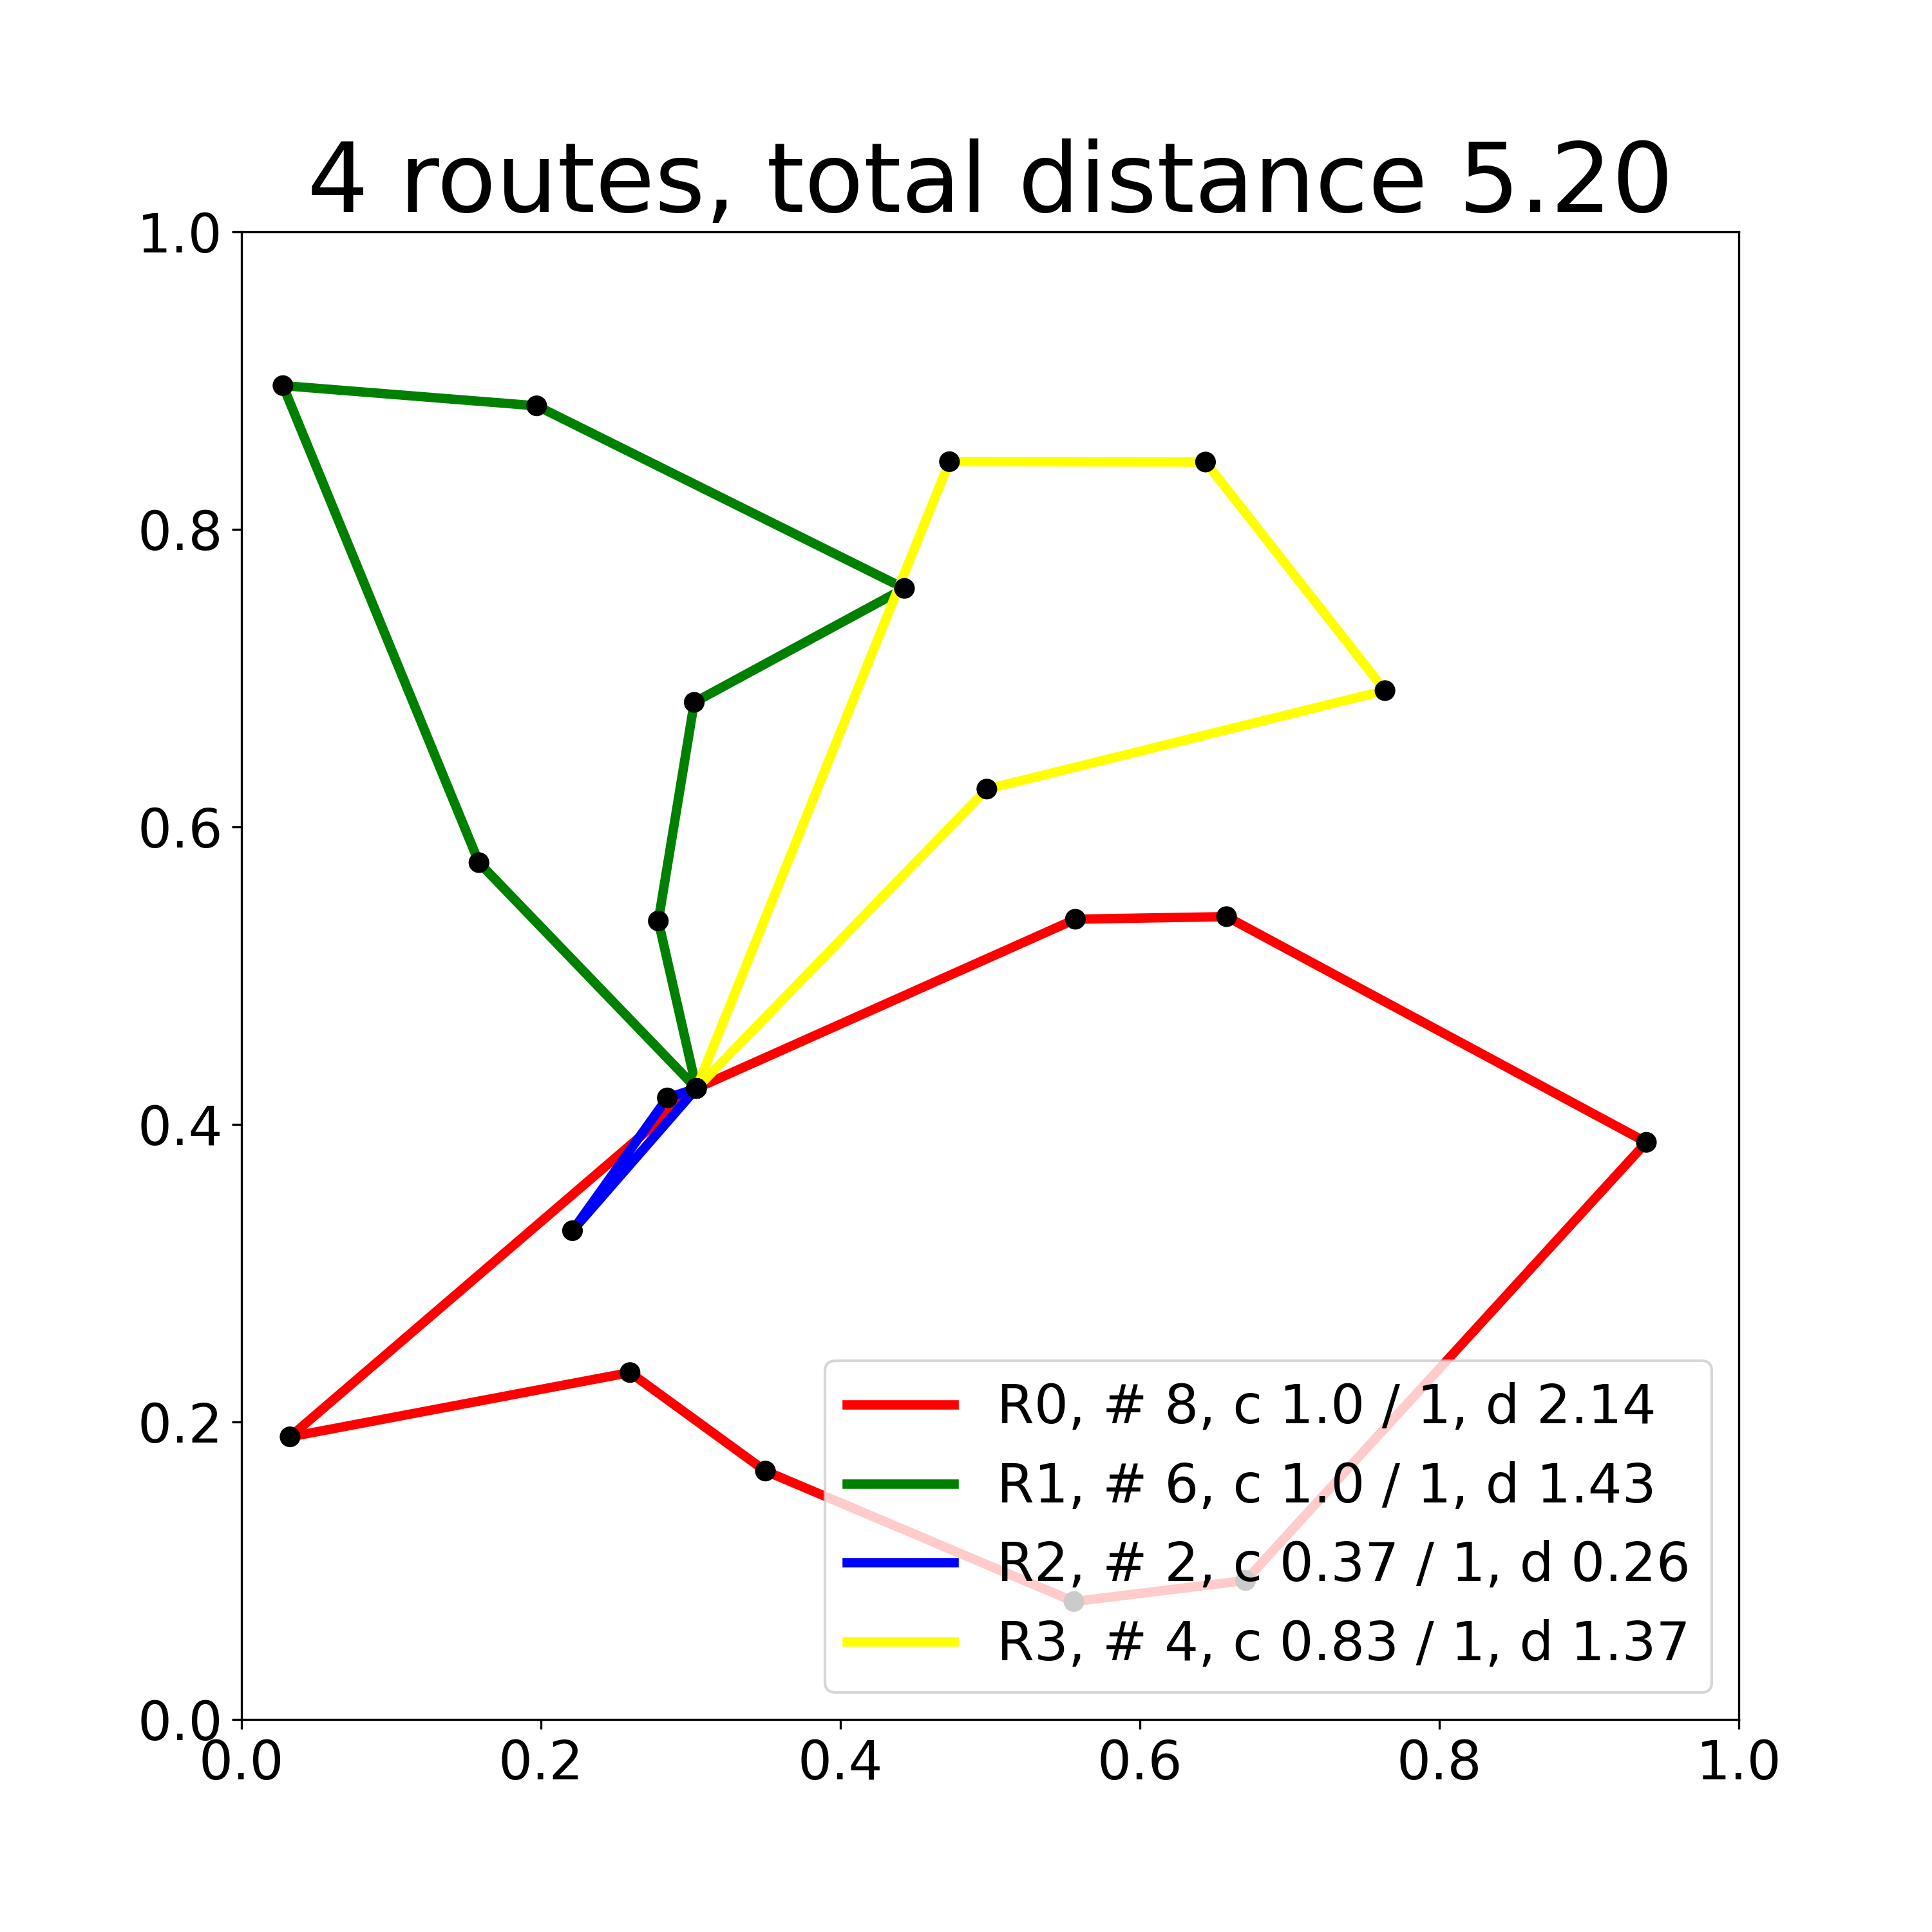 4 routes, total distance 5.20
1.0
0.8
0.6
0.4
0.2
0.0
0.0 0.2 0.4 0.6 0.8 1.0
R0, # 8, c 1.0 / 1, d 2.14
R1, # 6, c 1.0 / 1, d 1.43
R2, # 2, c 0.37 / 1, d 0.26
R3, # 4, c 0.83 / 1, d 1.37